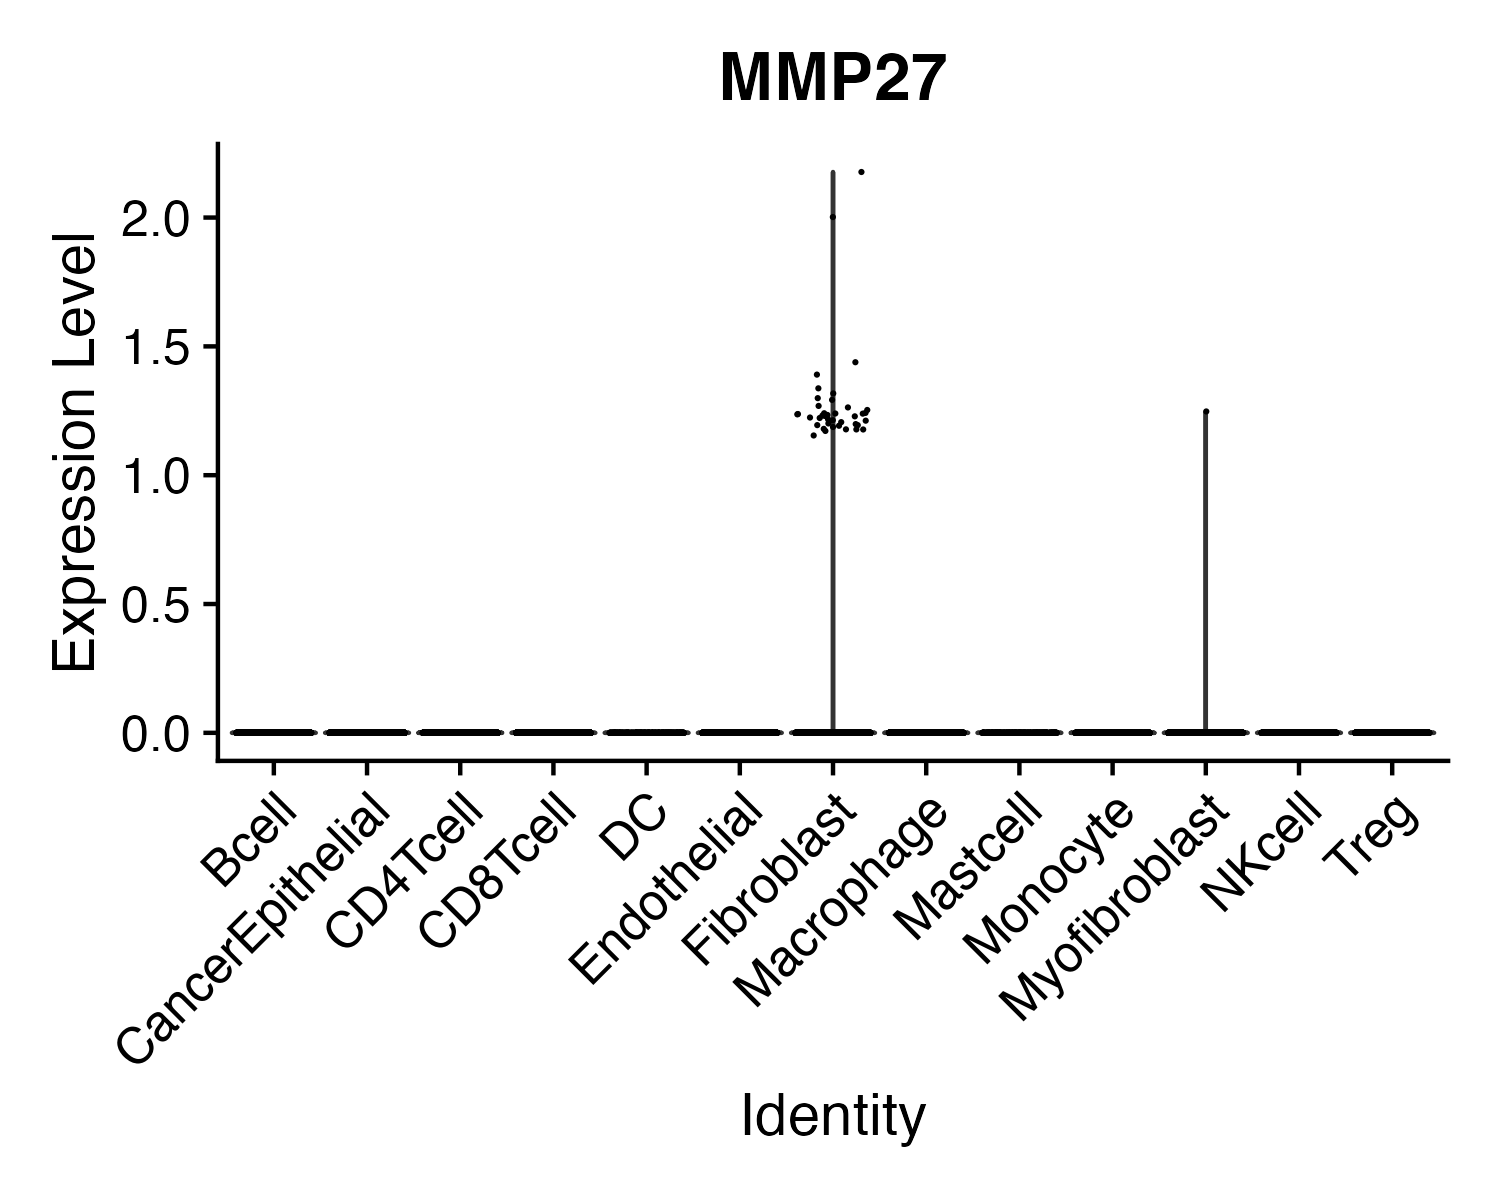 MMP27
Expression Level
2.0
1.5
1.0
0.5
0.0
Bcell
CancerEpithelial
CD4Tcell
CD8Tcell
DC
Endothelial
Fibroblast
Macrophage
Mastcell
Monocyte
Myofibroblast
NKcell
Treg
Identity